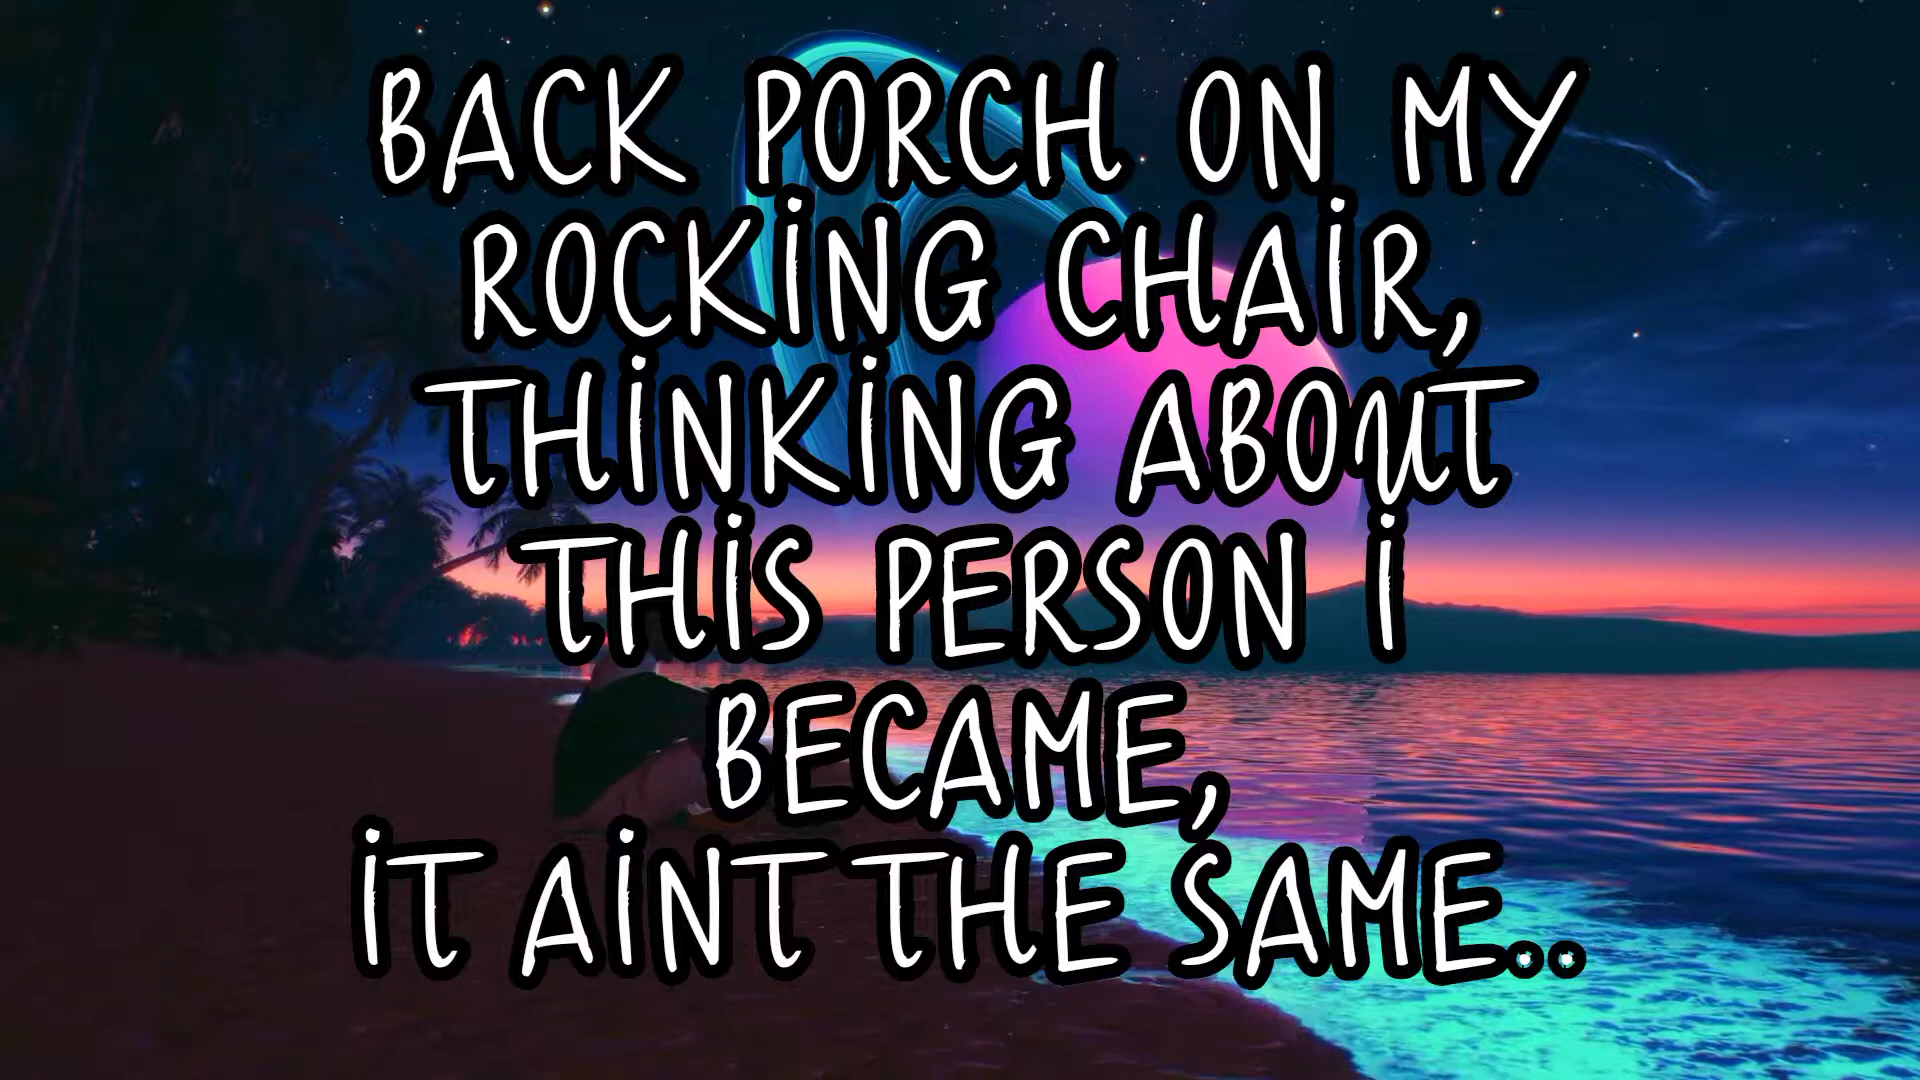 BACK PORCH ON MY
ROCKING CHAIR,
THINKING ABOUT
THIS PERSON I
BECAME,
IT AINT THE SAME..